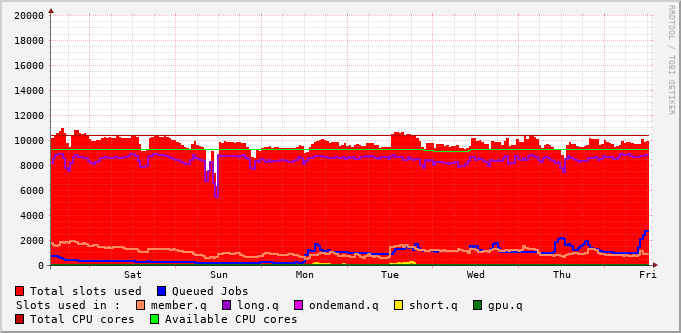 20000
18000
16000
14000
12000
10000
8000
6000
4000
2000
0
Sat Sun Mon Tue Wed Thu Fri
Total slots used Queued Jobs
Slots used in : member.q long.q ondemand.q short.q gpu.q
Total CPU cores Available CPU cores
RRDTOOL / TOBI OETIKER